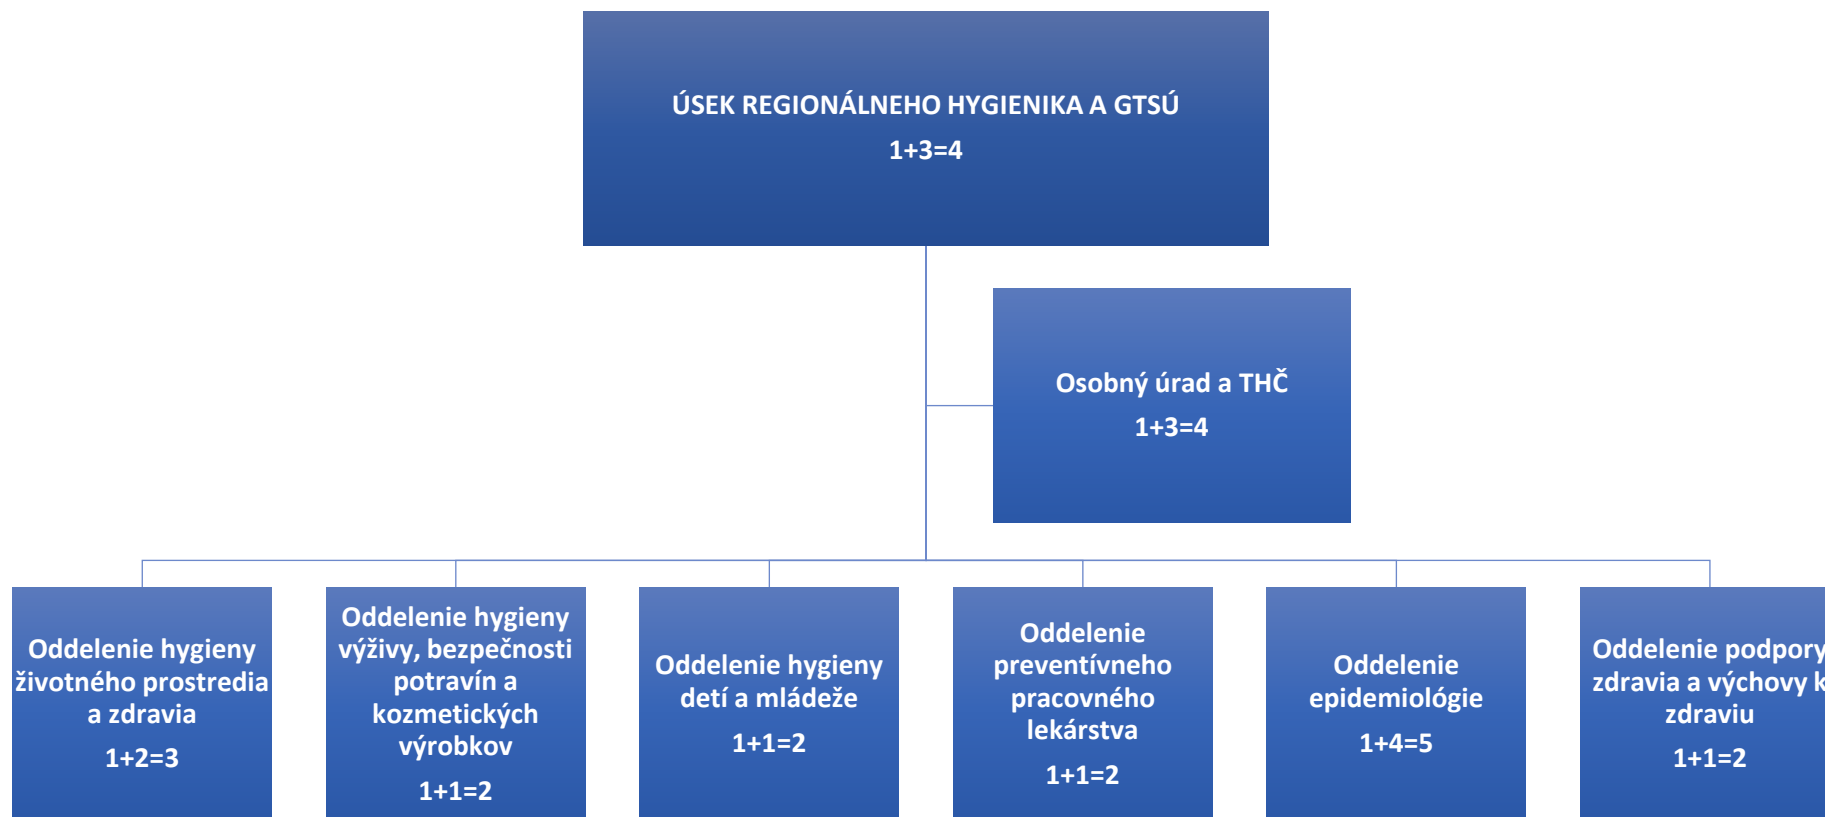 ÚSEK REGIONÁLNEHO HYGIENIKA A GTSÚ
1+3=4
Osobný úrad a THČ
1+3=4
Oddelenie hygieny
životného prostredia
a zdravia
1+2=3
Oddelenie hygieny
výživy, bezpečnosti
potravín a
kozmetických
výrobkov
1+1=2
Oddelenie hygieny
detí a mládeže
1+1=2
Oddelenie
preventívneho
pracovného
lekárstva
1+1=2
Oddelenie
epidemiológie
1+4=5
Oddelenie podpory
zdravia a výchovy k
zdraviu
1+1=2